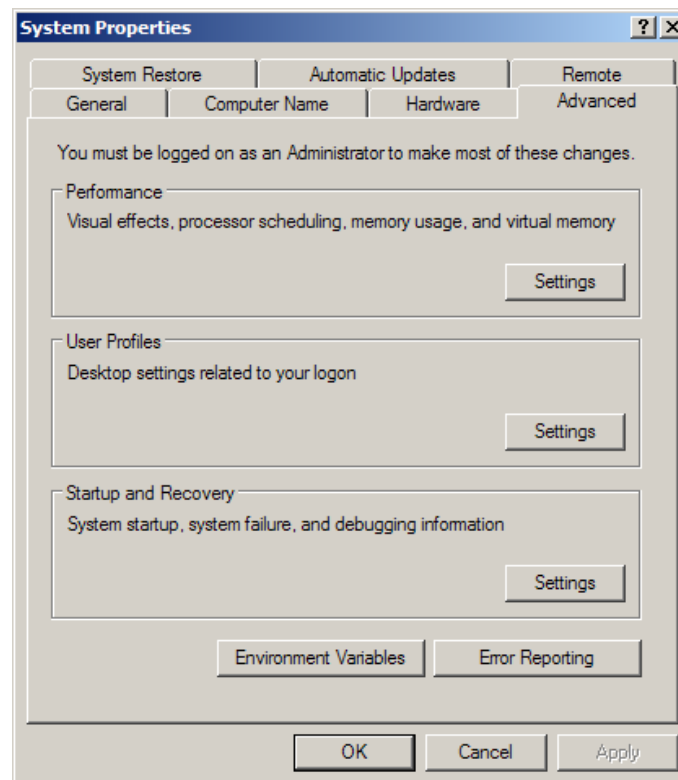 System Properties
System Restore Automatic Updates Remote
General Computer Name Hardware Advanced
You must be logged on as an Administrator to make most of these changes.
Performance
Visual effects, processor scheduling, memory usage, and virtual memory
Settings
User Profiles
Desktop settings related to your logon
Settings
Startup and Recovery
System startup, system failure, and debugging information
Settings
Environment Variables Error Reporting
OK Cancel Apply